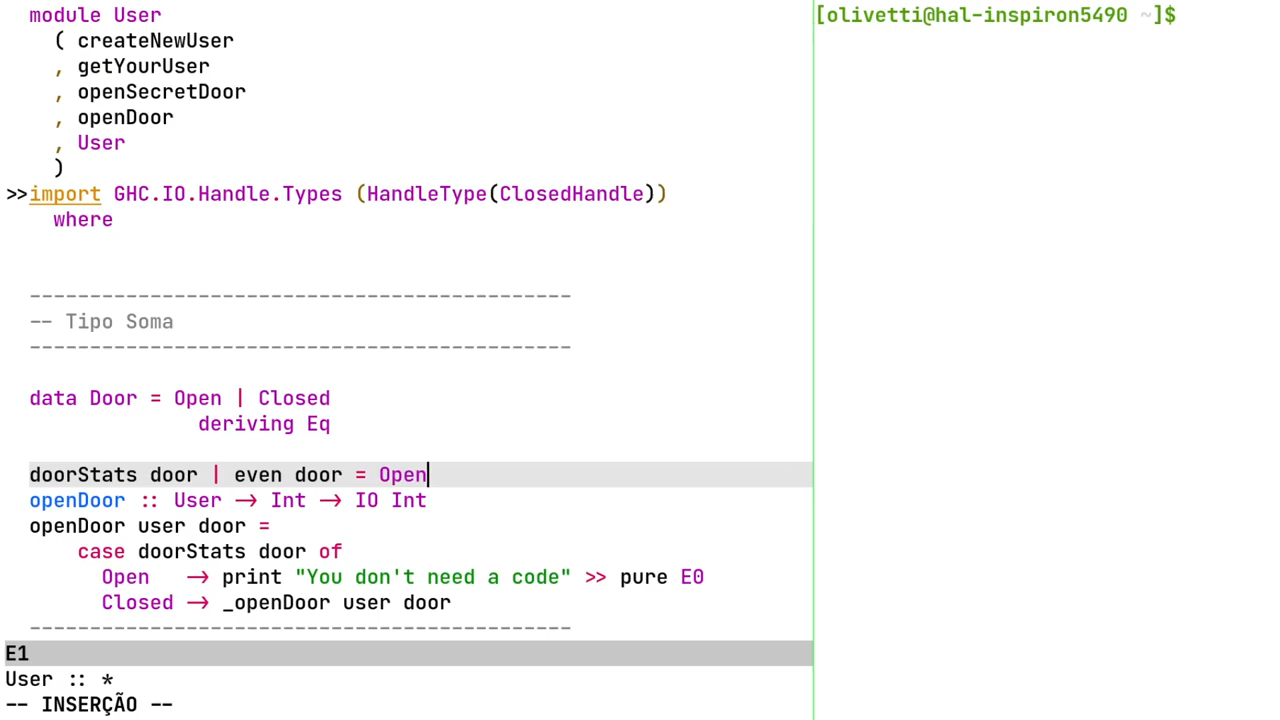 module User
( createNewUser
, getYourUser
, openSecretDoor
, openDoor
, User
)
>>import GHC.IO.Handle.Types (HandleType(ClosedHandle))
where
---------------------------------------------
-- Tipo Soma
---------------------------------------------
data Door = Open | Closed
deriving Eq
doorStats door | even door = Open
openDoor :: User -> Int -> IO Int
openDoor user door =
case doorStats door of
Open -> print "You don't need a code" >> pure E0
Closed -> _openDoor user door
---------------------------------------------
E1
User :: *
-- INSERÇÃO --
[olivetti@hal-inspiron5490 ~]$